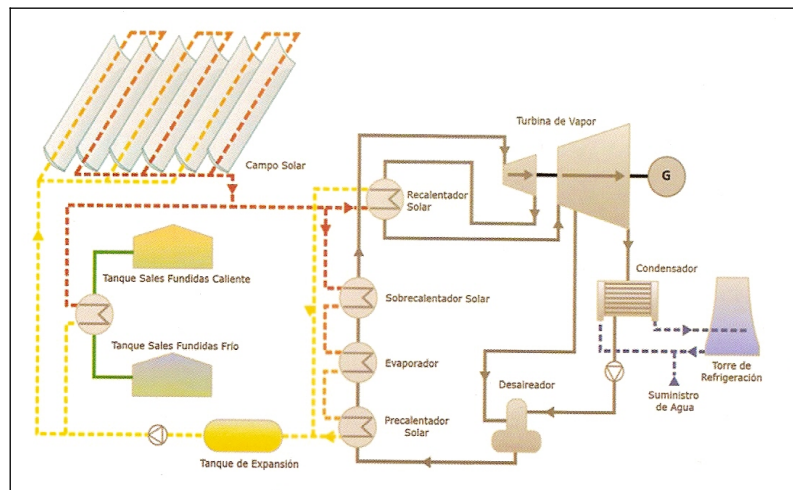 Turbina de Vapor
Campo Solar
G
Recalentador
Solar
Tanque Sales Fundidas Caliente
Condensador
Sobrecalentador Solar
Tanque Sales Fundidas Frío
Evaporador
Desaireador
Torre de
Refrigeración
Suministro
de Agua
Precalentador
Solar
Tanque de Expansión